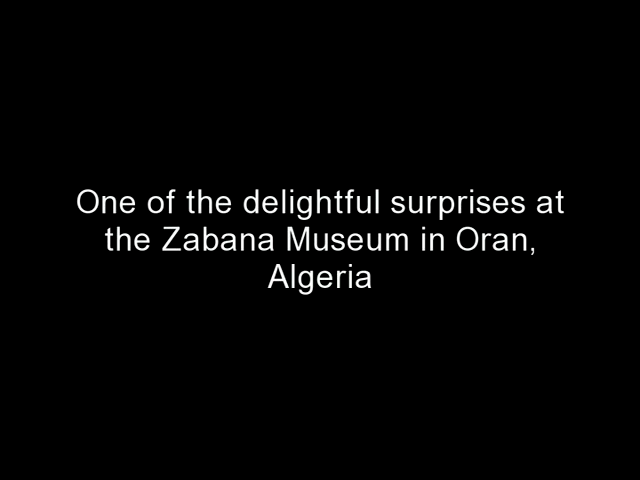 One of the delightful surprises at
the Zabana Museum in Oran,
Algeria